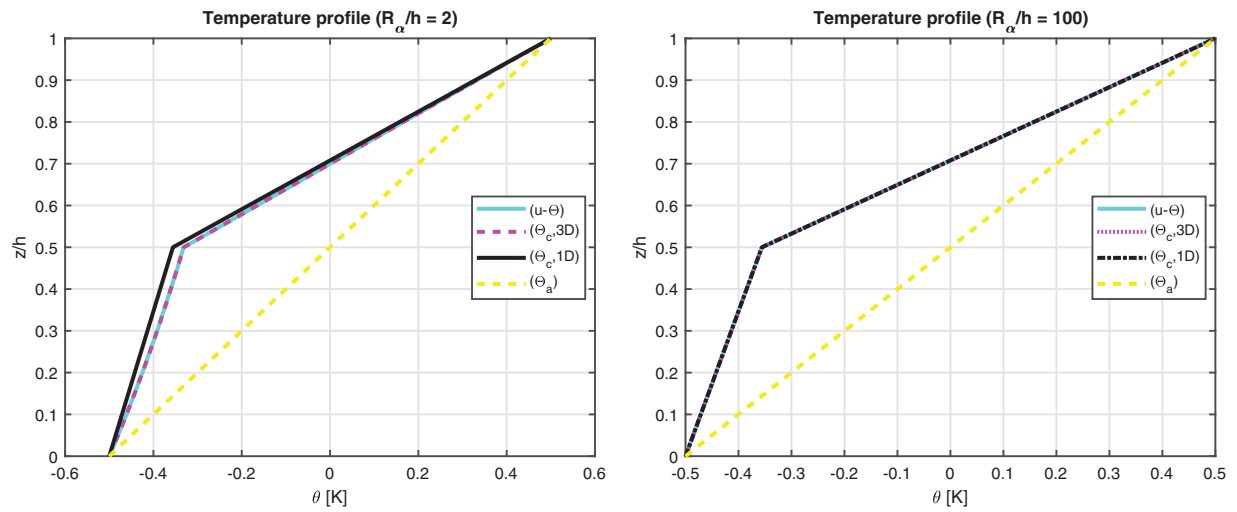 Temperature profile (R_α/h = 2)
z/h
1
0.9
0.8
0.7
0.6
0.5
0.4
0.3
0.2
0.1
0
-0.6
-0.4
-0.2
0
0.2
0.4
0.6
θ [K]
(u-Θ)
(Θ_c,3D)
(Θ_c,1D)
(Θ_a)
Temperature profile (R_α/h = 100)
z/h
1
0.9
0.8
0.7
0.6
0.5
0.4
0.3
0.2
0.1
0
-0.5
-0.4
-0.3
-0.2
-0.1
0
0.1
0.2
0.3
0.4
0.5
θ [K]
(u-Θ)
(Θ_c,3D)
(Θ_c,1D)
(Θ_a)